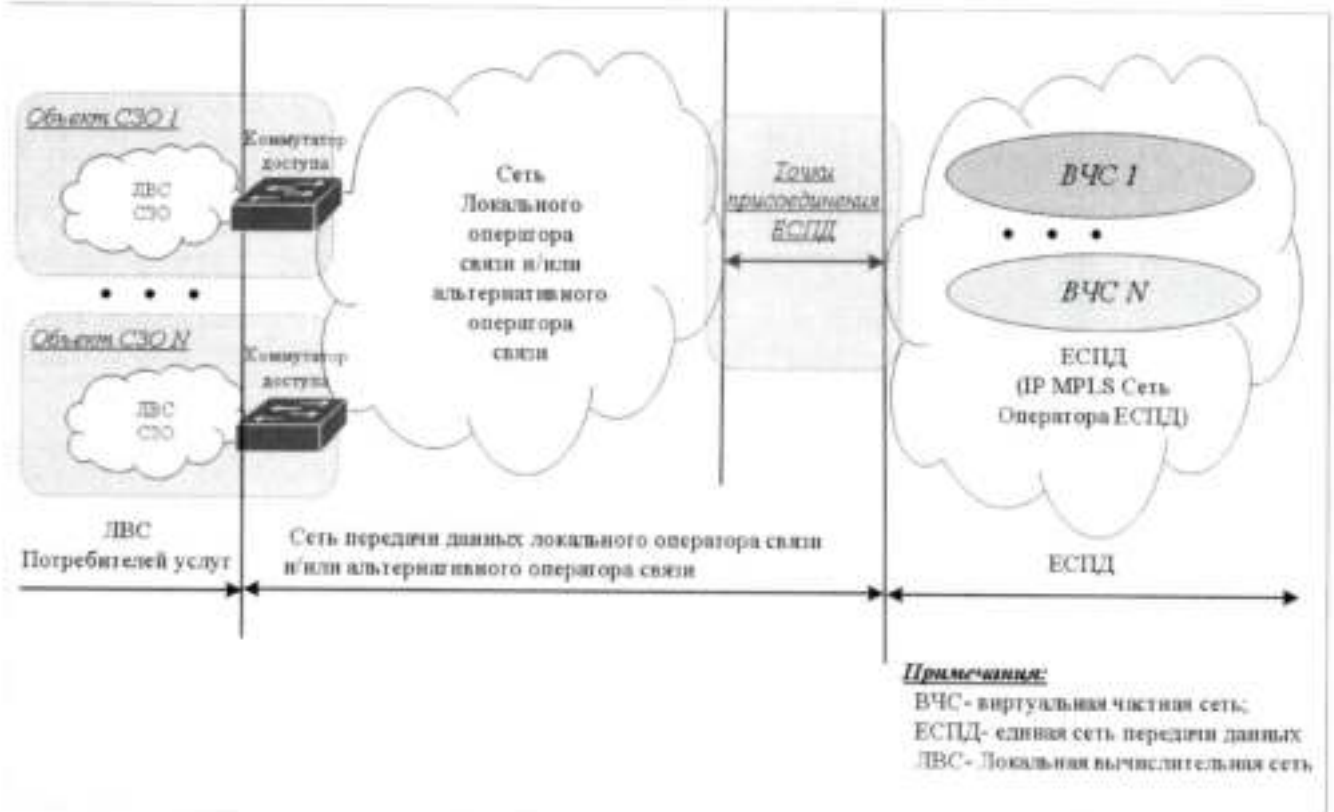 Объект СЗО 1
Коммутатор
доступа
ЛВС
СЗО
Объект СЗО N
Коммутатор
доступа
ЛВС
СЗО
Сеть
Локального
оператора
связи и/или
альтернативного
оператора
связи
Точки
присоединения
ЕСПД
ВЧС 1
ВЧС N
ЕСПД
(IP MPLS Сеть
Оператора ЕСПД)
ЛВС
Потребителей услуг
Сеть передачи данных локального оператора связи
и/или альтернативного оператора связи
ЕСПД
Примечания:
ВЧС- виртуальная частная сеть;
ЕСПД- единая сеть передачи данных
ЛВС- Локальная вычислительная сеть